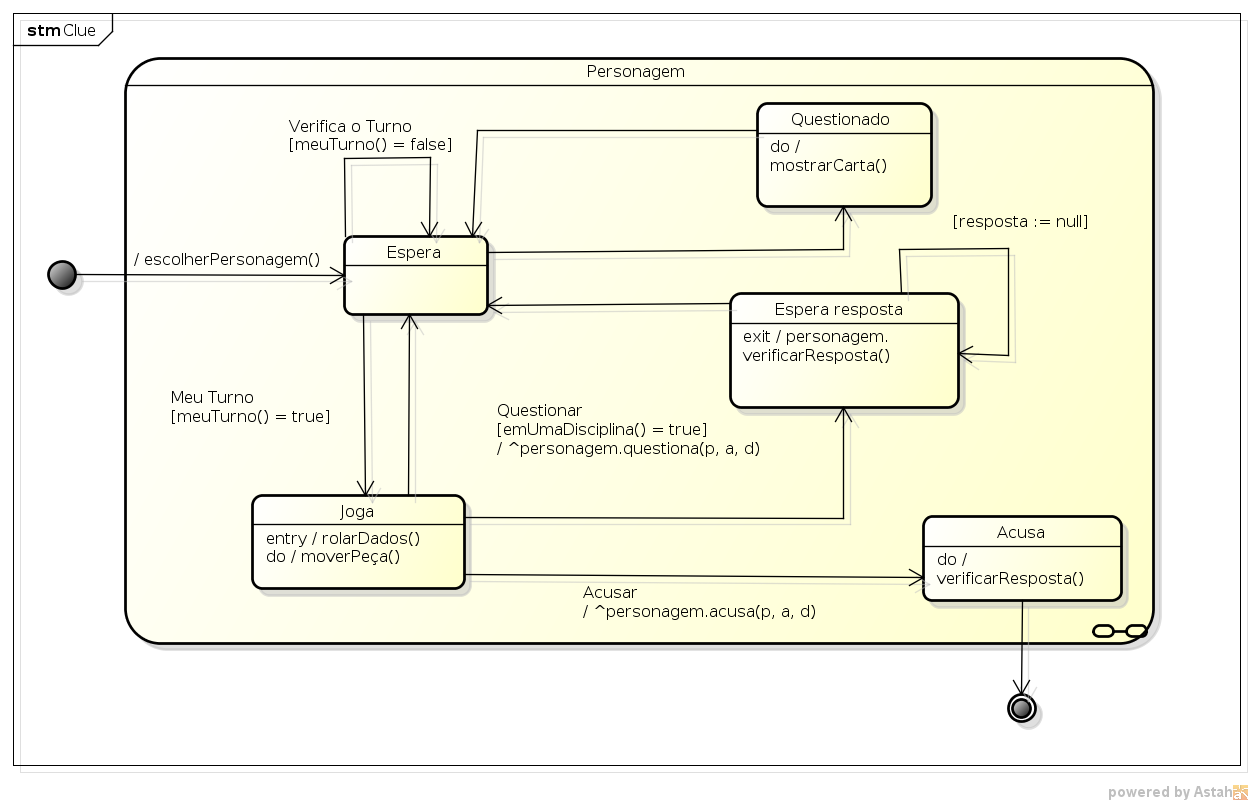 stm Clue
Personagem
Verifica o Turno
[meuTurno() = false]
Questionado
do /
mostrarCarta()
[resposta := null]
/ escolherPersonagem()
Espera
Espera resposta
exit / personagem.
verificarResposta()
Meu Turno
[meuTurno() = true]
Questionar
[emUmaDisciplina() = true]
/ ^personagem.questiona(p, a, d)
Joga
entry / rolarDados()
do / moverPeça()
Acusa
do /
verificarResposta()
Acusar
/ ^personagem.acusa(p, a, d)
powered by Astah